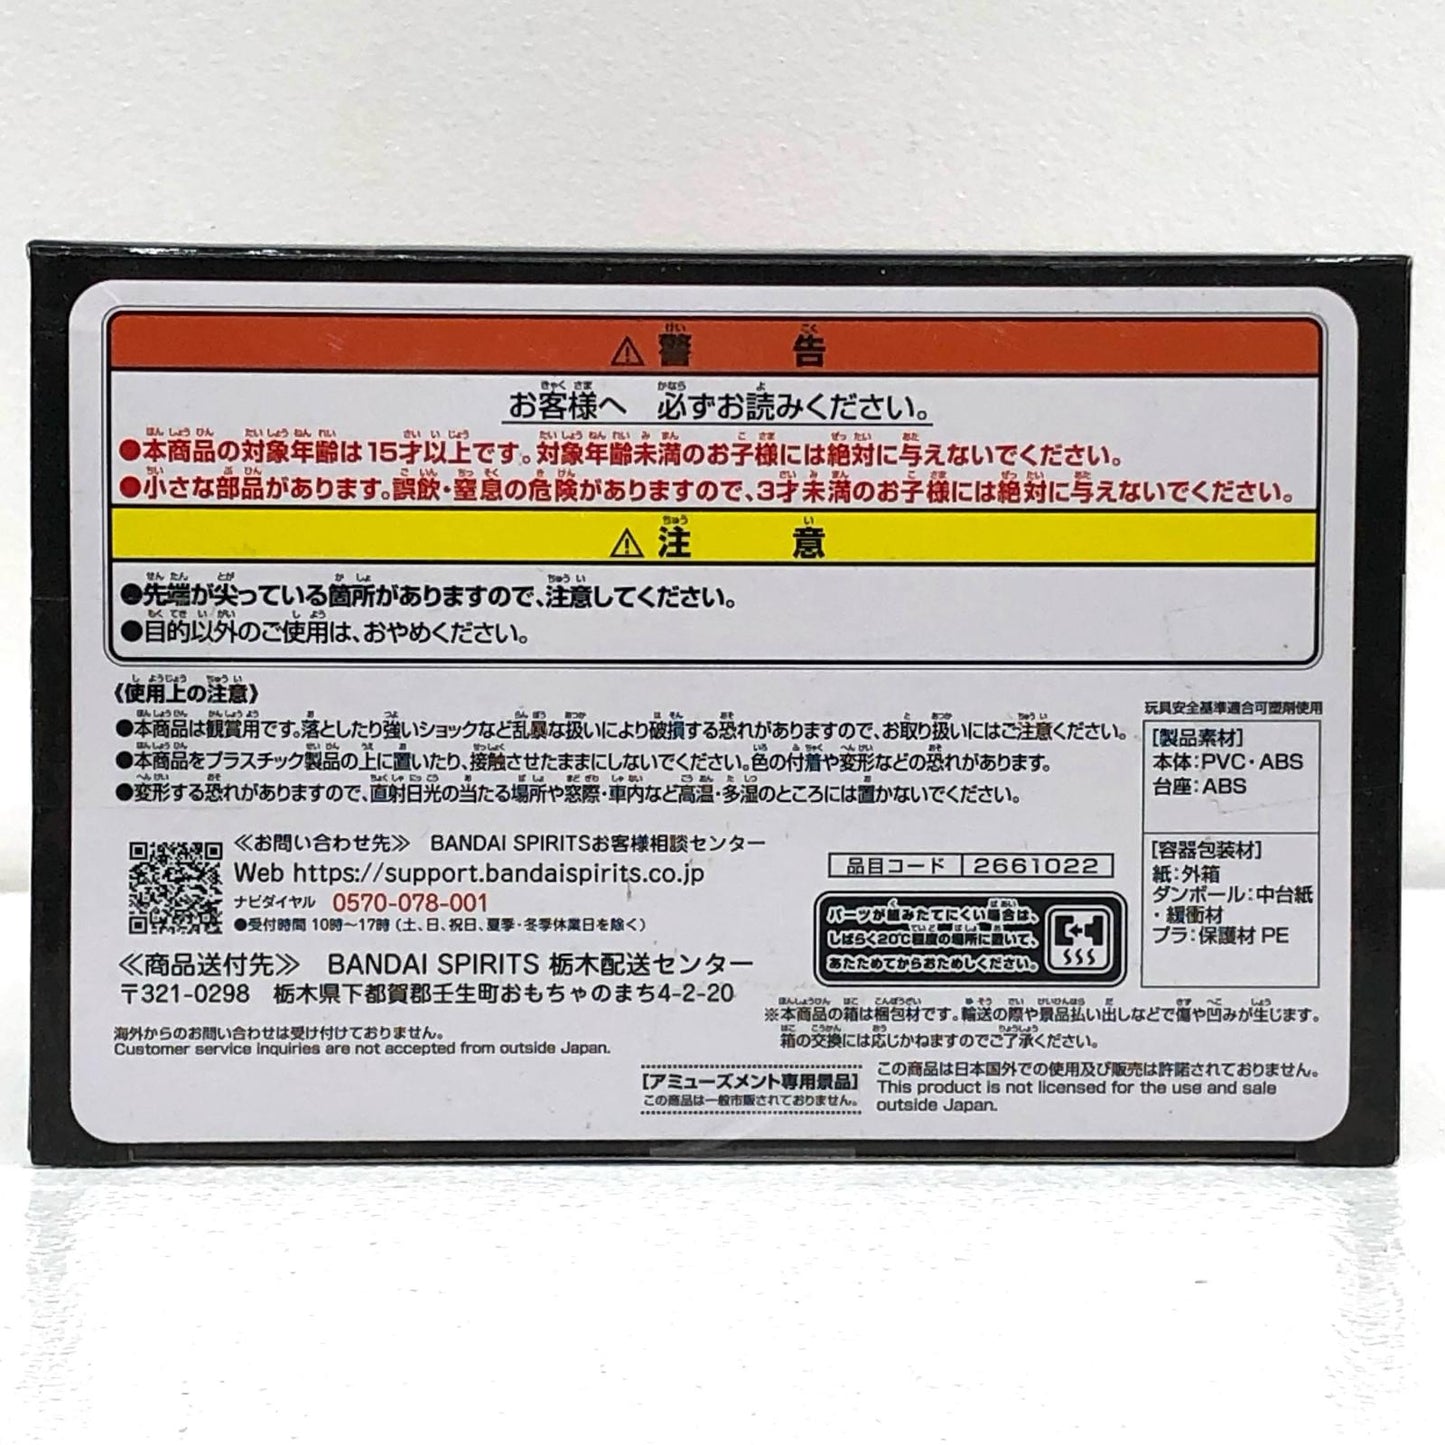 ⚠警告
お客様へ 必ずお読みください。
●本商品の対象年齢は15才以上です。対象年齢未満のお子様には絶対に与えないでください。
●小さな部品があります。誤飲・窒息の危険がありますので、3才未満のお子様には絶対に与えないでください。
⚠注意
●先端が尖っている箇所がありますので、注意してください。
●目的以外のご使用は、おやめください。
《使用上の注意》
●本商品は観賞用です。落としたり強いショックなど乱暴な扱いにより破損する恐れがありますので、お取り扱いにはご注意ください。
●本商品をプラスチック製品の上に置いたり、接触させたままにしないでください。色の付着や変形などの恐れがあります。
●変形する恐れがありますので、直射日光の当たる場所や窓際・車内など高温・多湿のところには置かないでください。
玩具安全基準適合可塑剤使用
[製品素材]
本体:PVC・ABS
台座:ABS
[容器包装材]
紙:外箱
ダンボール:中台紙
・緩衝材
プラ:保護材 PE
≪お問い合わせ先≫ BANDAI SPIRITSお客様相談センター
Web https://support.bandaispirits.co.jp
ナビダイヤル 0570-078-001
●受付時間 10時～17時 (土、日、祝日、夏季・冬季休業日を除く)
≪商品送付先≫ BANDAI SPIRITS 栃木配送センター
〒321-0298 栃木県下都賀郡壬生町おもちゃのまち4-2-20
海外からのお問い合わせは受け付けておりません。
Customer service inquiries are not accepted from outside Japan.
品目コード 2661022
パーツが組みたてにくい場合は、
しばらく20℃程度の場所に置いて、
あたためてからおためしください。
※本商品の箱は梱包材です。輸送の際や景品払い出しなどで傷や凹みが生じます。
箱の交換には応じかねますのでご了承ください。
[アミューズメント専用景品]
この商品は一般市販されておりません。
この商品は日本国外での使用及び販売は許諾されておりません。
This product is not licensed for the use and sale
outside Japan.